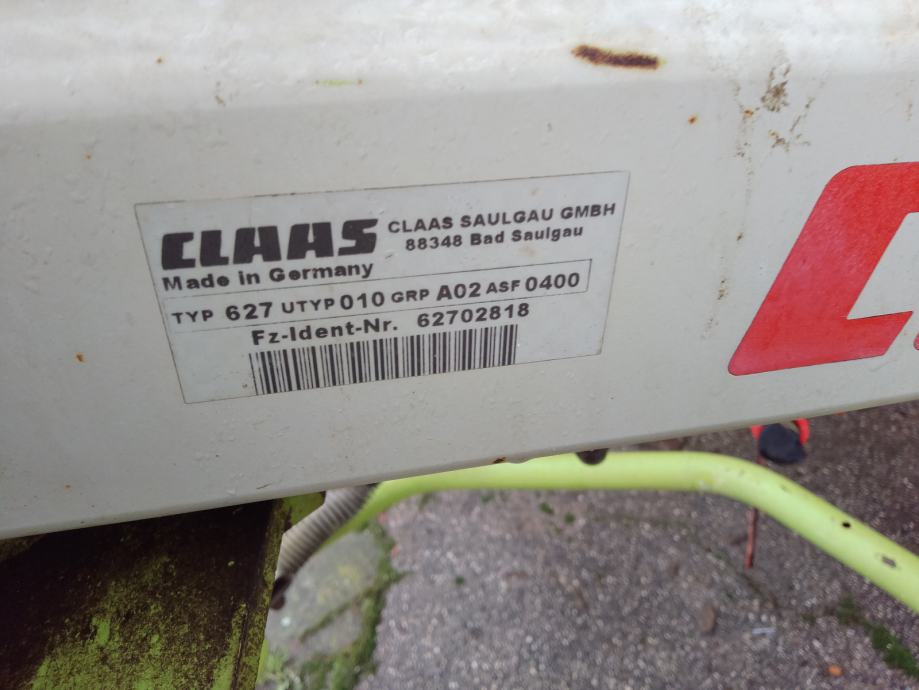 CLAAS
CLAAS SAULGAU GMBH
88348 Bad Saulgau
Made in Germany
TYP 627 UTYP 010 GRP A02 ASF 0400
Fz-Ident-Nr. 62702818